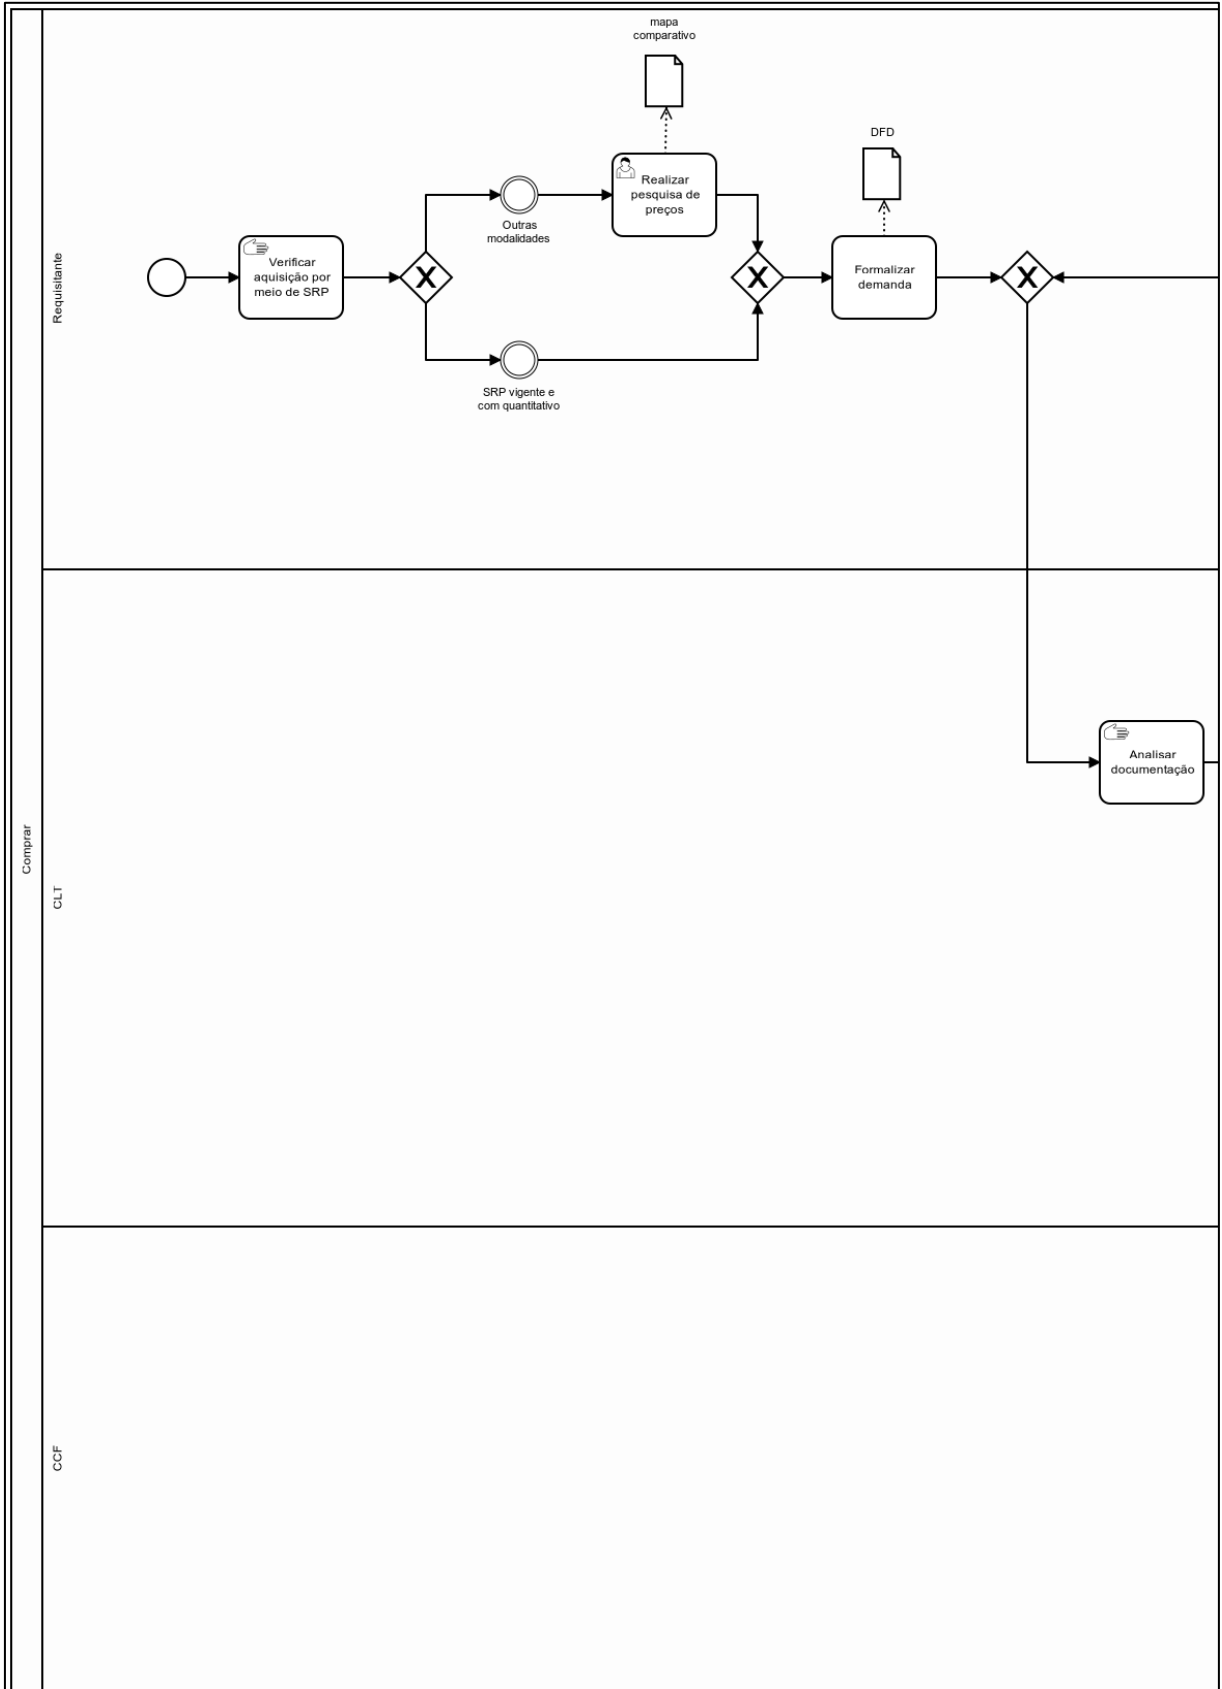 mapa
comparativo
DFD
Realizar
pesquisa de
preços
Outras
modalidades
Verificar
aquisição por
meio de SRP
X
X
Formalizar
demanda
X
SRP vigente e
com quantitativo
Requisitante
Analisar
documentação
Comprar
CLT
CCF